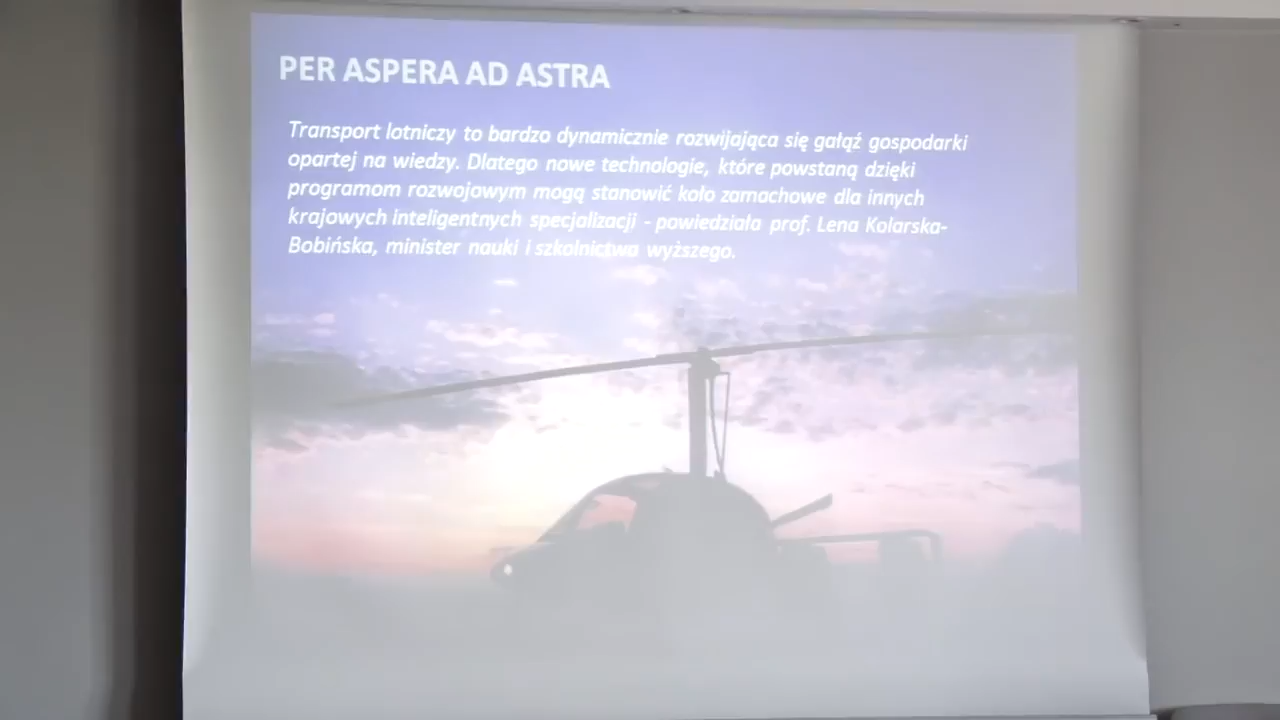 PER ASPERA AD ASTRA
Transport lotniczy to bardzo dynamicznie rozwijająca się gałąź gospodarki
opartej na wiedzy. Dlatego nowe technologie, które powstaną dzięki
programom rozwojowym mogą stanowić koło zamachowe dla innych
krajowych inteligentnych specjalizacji - powiedziała prof. Lena Kolarska-
Bobińska, minister nauki i szkolnictwa wyższego.